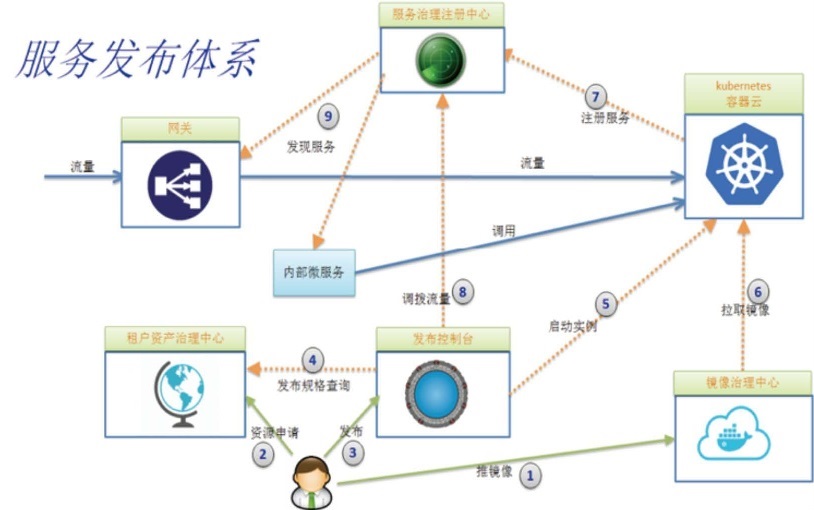 服务发布体系
服务治理注册中心
kubernetes
容器云
网关
流量
9
发现服务
7
注册服务
流量
调用
内部微服务
调拨流量
8
5
启动实例
6
拉取镜像
租户资产治理中心
发布控制台
4
发布规格查询
镜像治理中心
资源申请
2
发布
3
推镜像
1